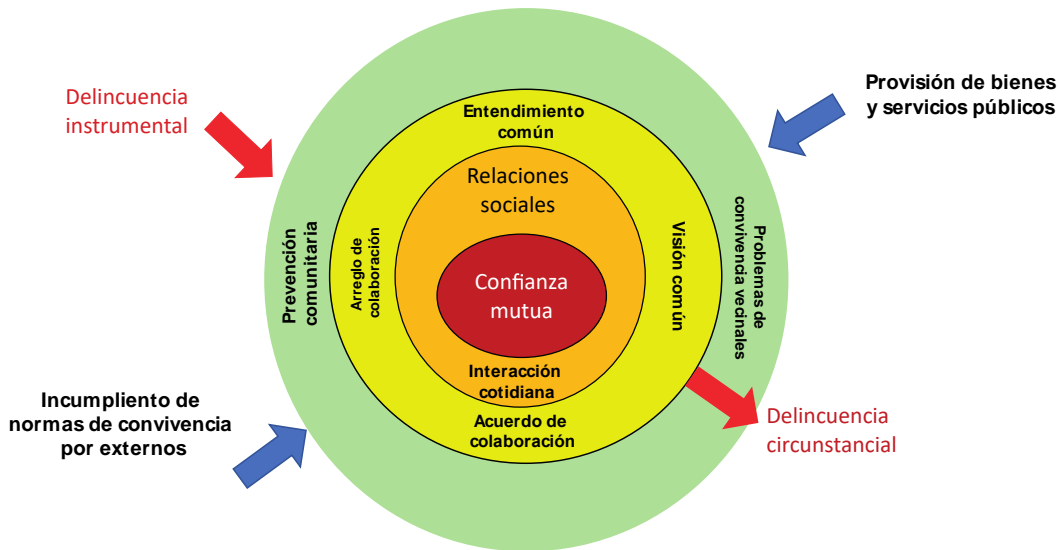 Delincuencia
instrumental
Provisión de bienes
y servicios públicos
Entendimiento
común
Relaciones
sociales
Prevención
comunitaria
Arreglo de
colaboración
Confianza
mutua
Visión común
Problemas de
convivencia vecinales
Interacción
cotidiana
Acuerdo de
colaboración
Incumpliento de
normas de convivencia
por externos
Delincuencia
circunstancial